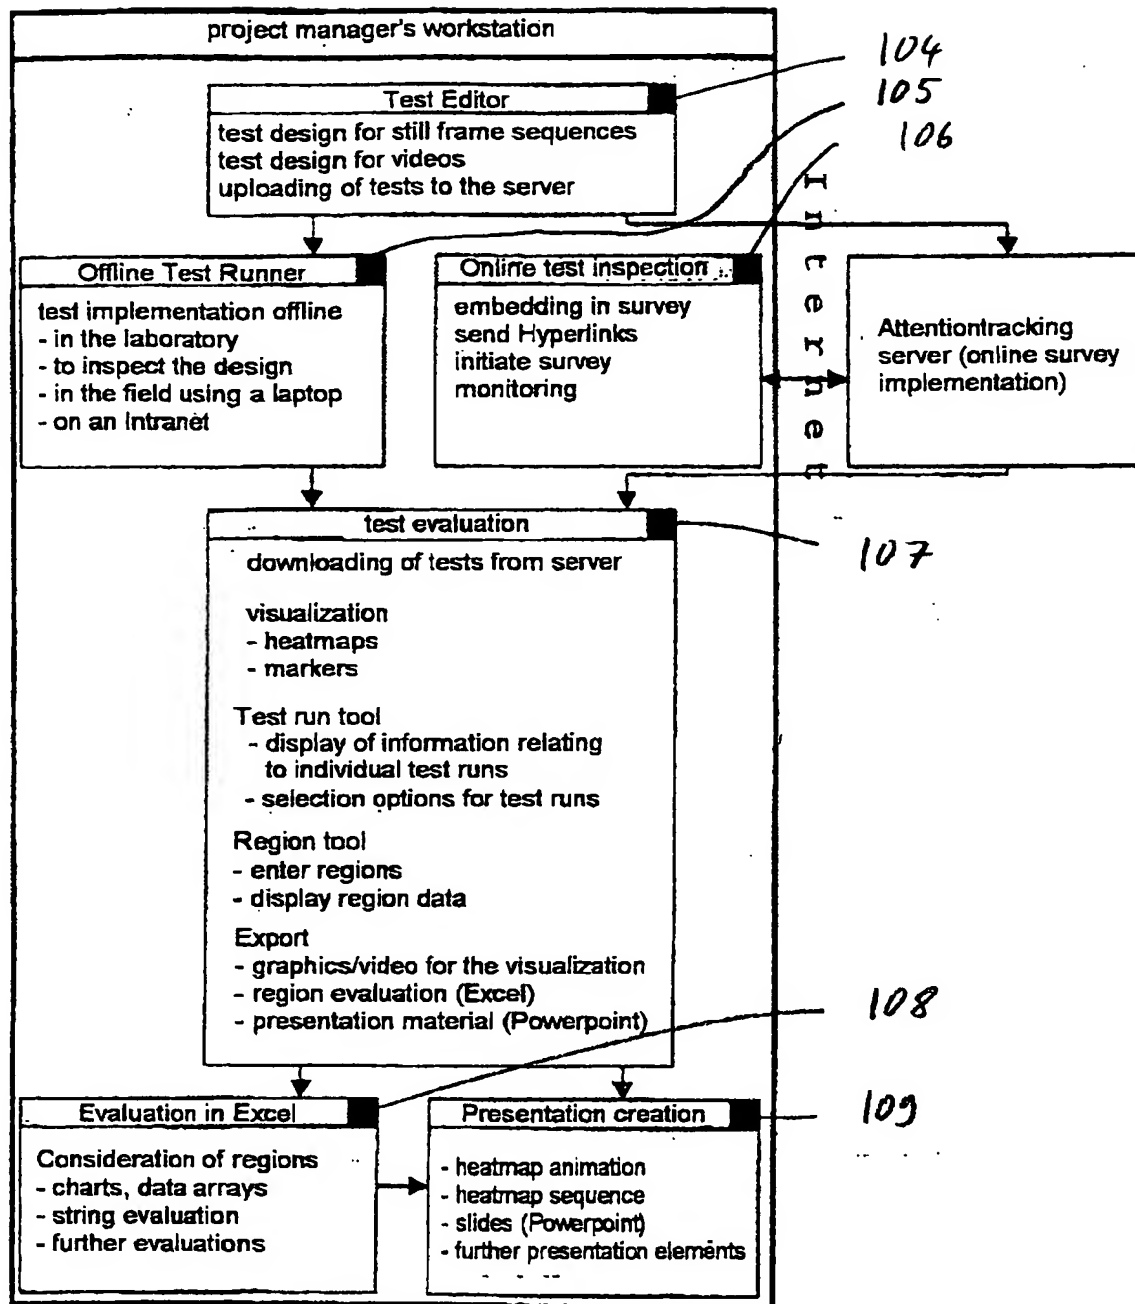 project manager's workstation
104
Test Editor
105
test design for still frame sequences
test design for videos
uploading of tests to the server
106
Internet
Offline Test Runner
test implementation offline
- in the laboratory
- to inspect the design
- in the field using a laptop
- on an Intranet
Online test inspection
embedding in survey
send Hyperlinks
initiate survey
monitoring
Attentiontracking
server (online survey
implementation)
test evaluation
107
downloading of tests from server
visualization
- heatmaps
- markers
Test run tool
- display of information relating
to individual test runs
- selection options for test runs
Region tool
- enter regions
- display region data
Export
- graphics/video for the visualization
- region evaluation (Excel)
- presentation material (Powerpoint)
108
Evaluation in Excel
Consideration of regions
- charts, data arrays
- string evaluation
- further evaluations
Presentation creation
109
- heatmap animation
- heatmap sequence
- slides (Powerpoint)
- further presentation elements